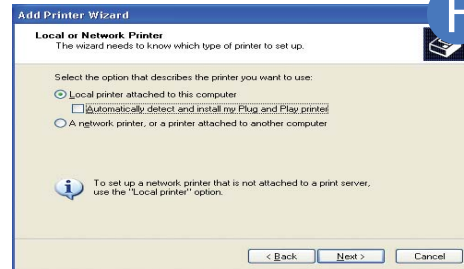 Add Printer Wizard
H
Local or Network Printer
The wizard needs to know which type of printer to set up.
Select the option that describes the printer you want to use:
Local printer attached to this computer
Automatically detect and install my Plug and Play printer
A network printer, or a printer attached to another computer
To set up a network printer that is not attached to a print server,
use the "Local printer" option.
< Back Next > Cancel